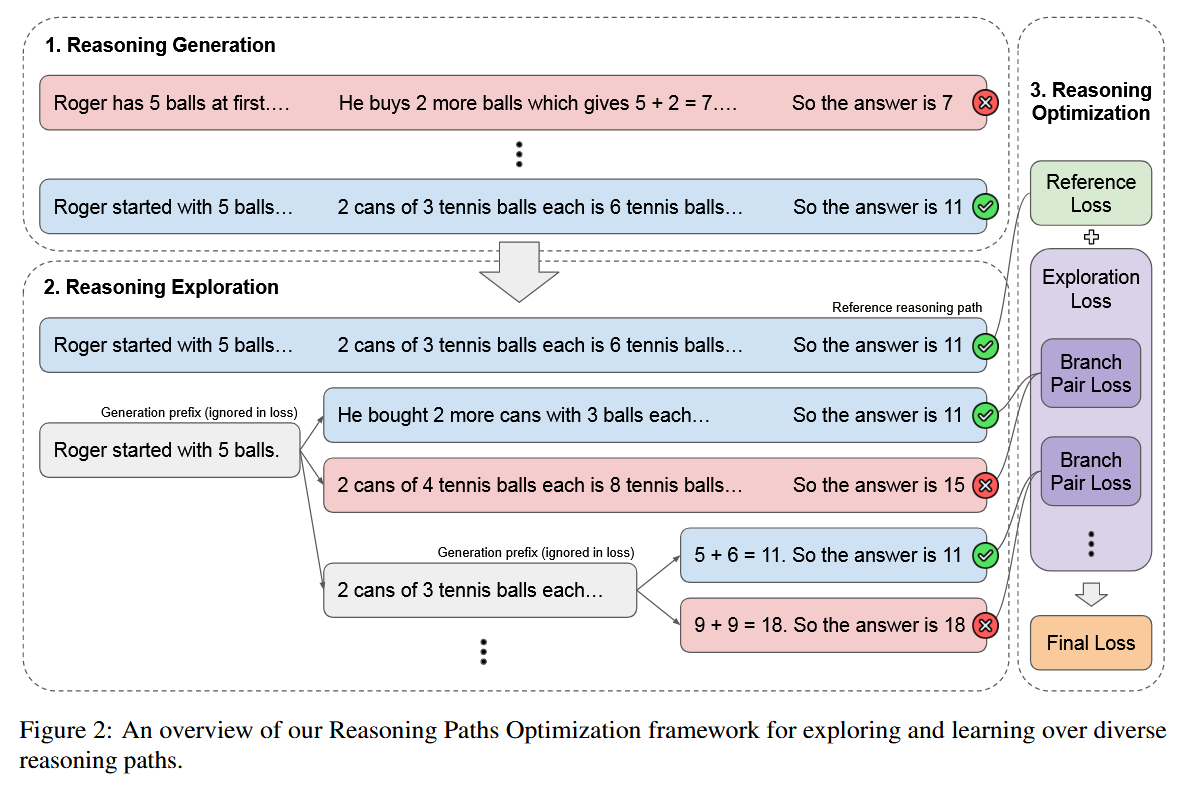 1. Reasoning Generation
Roger has 5 balls at first.... He buys 2 more balls which gives 5 + 2 = 7.... So the answer is 7
Roger started with 5 balls... 2 cans of 3 tennis balls each is 6 tennis balls... So the answer is 11
2. Reasoning Exploration
Reference reasoning path
Roger started with 5 balls... 2 cans of 3 tennis balls each is 6 tennis balls... So the answer is 11
Generation prefix (ignored in loss)
Roger started with 5 balls.
He bought 2 more cans with 3 balls each... So the answer is 11
2 cans of 4 tennis balls each is 8 tennis balls... So the answer is 15
Generation prefix (ignored in loss)
2 cans of 3 tennis balls each...
5 + 6 = 11. So the answer is 11
9 + 9 = 18. So the answer is 18
3. Reasoning
Optimization
Reference
Loss
Exploration
Loss
Branch
Pair Loss
Branch
Pair Loss
Final Loss
Figure 2: An overview of our Reasoning Paths Optimization framework for exploring and learning over diverse
reasoning paths.